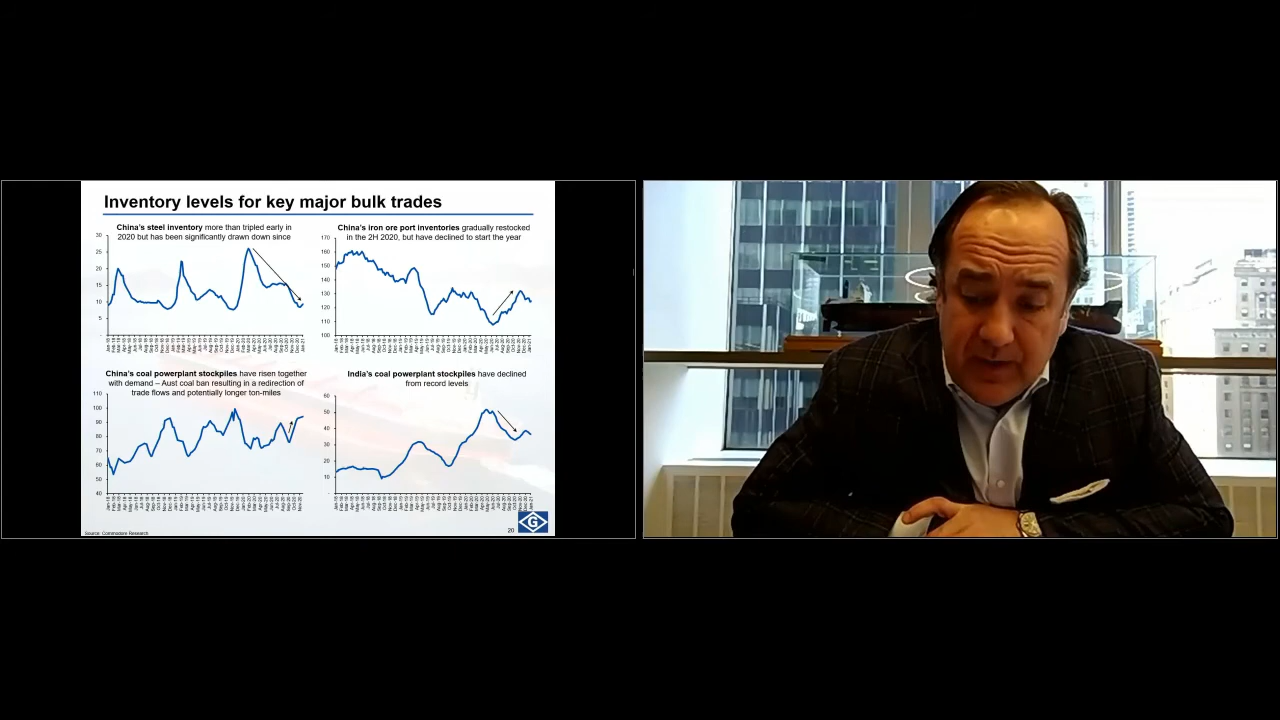 Inventory levels for key major bulk trades
China's steel inventory more than tripled early in
2020 but has been significantly drawn down since
30
25
20
15
10
5
China's iron ore port inventories gradually restocked
in the 2H 2020, but have declined to start the year
170
160
150
140
130
120
110
100
China's coal powerplant stockpiles have risen together
with demand – Aust coal ban resulting in a redirection of
trade flows and potentially longer ton-miles
110
100
90
80
70
60
50
40
India's coal powerplant stockpiles have declined
from record levels
60
50
40
30
20
10
Source: Commodore Research
20
G